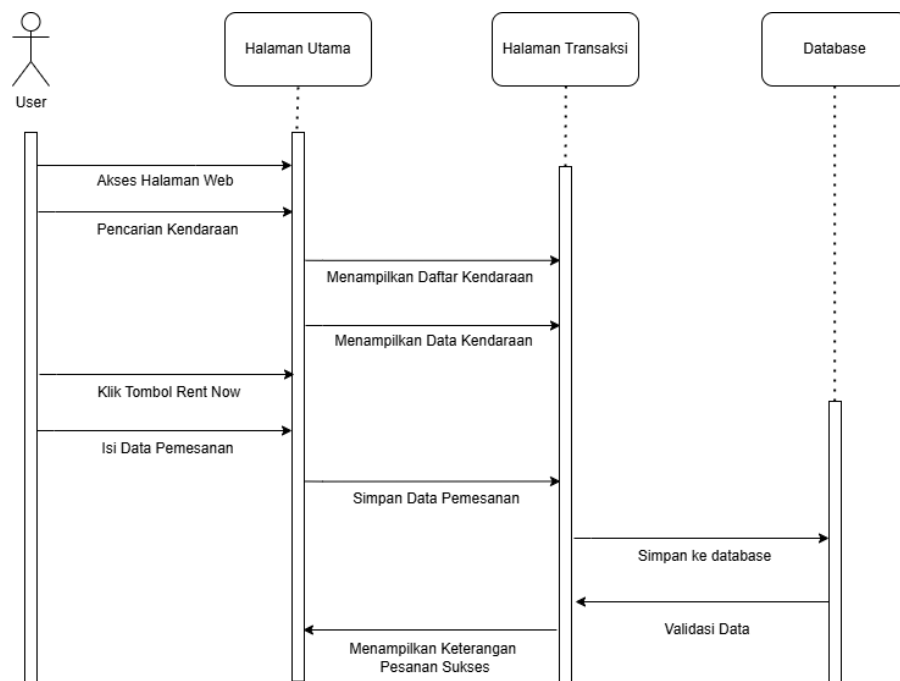 Halaman Utama
Halaman Transaksi
Database
User
Akses Halaman Web
Pencarian Kendaraan
Menampilkan Daftar Kendaraan
Menampilkan Data Kendaraan
Klik Tombol Rent Now
Isi Data Pemesanan
Simpan Data Pemesanan
Simpan ke database
Validasi Data
Menampilkan Keterangan
Pesanan Sukses